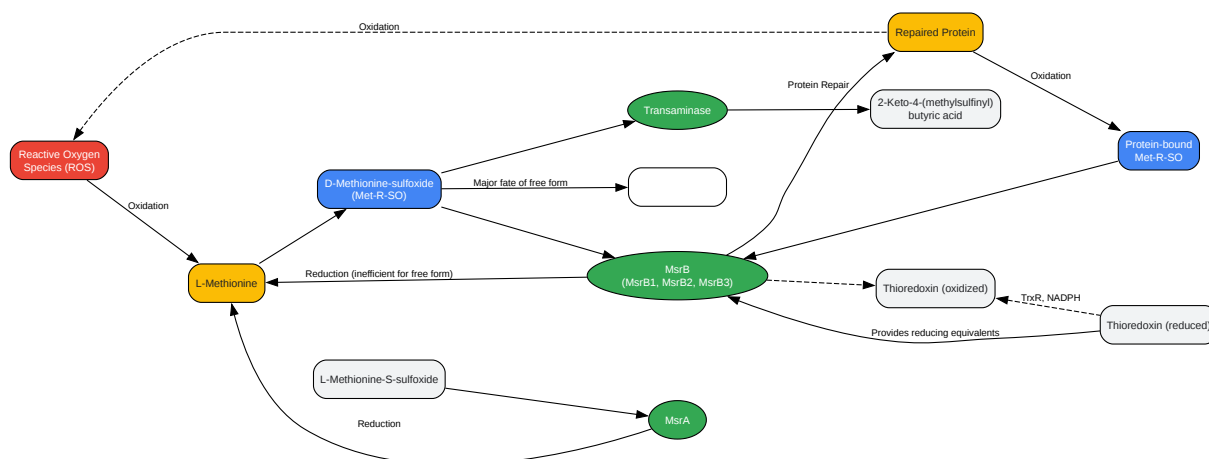 Oxidation
Repaired Protein
Oxidation
Protein Repair
Transaminase
2-Keto-4-(methylsulfinyl)
butyric acid
Reactive Oxygen
Species (ROS)
Protein-bound
Met-R-SO
D-Methionine-sulfoxide
(Met-R-SO)
Major fate of free form
Oxidation
L-Methionine
Reduction (inefficient for free form)
MsrB
(MsrB1, MsrB2, MsrB3)
Thioredoxin (oxidized)
TrxR, NADPH
Thioredoxin (reduced)
Provides reducing equivalents
L-Methionine-S-sulfoxide
MsrA
Reduction